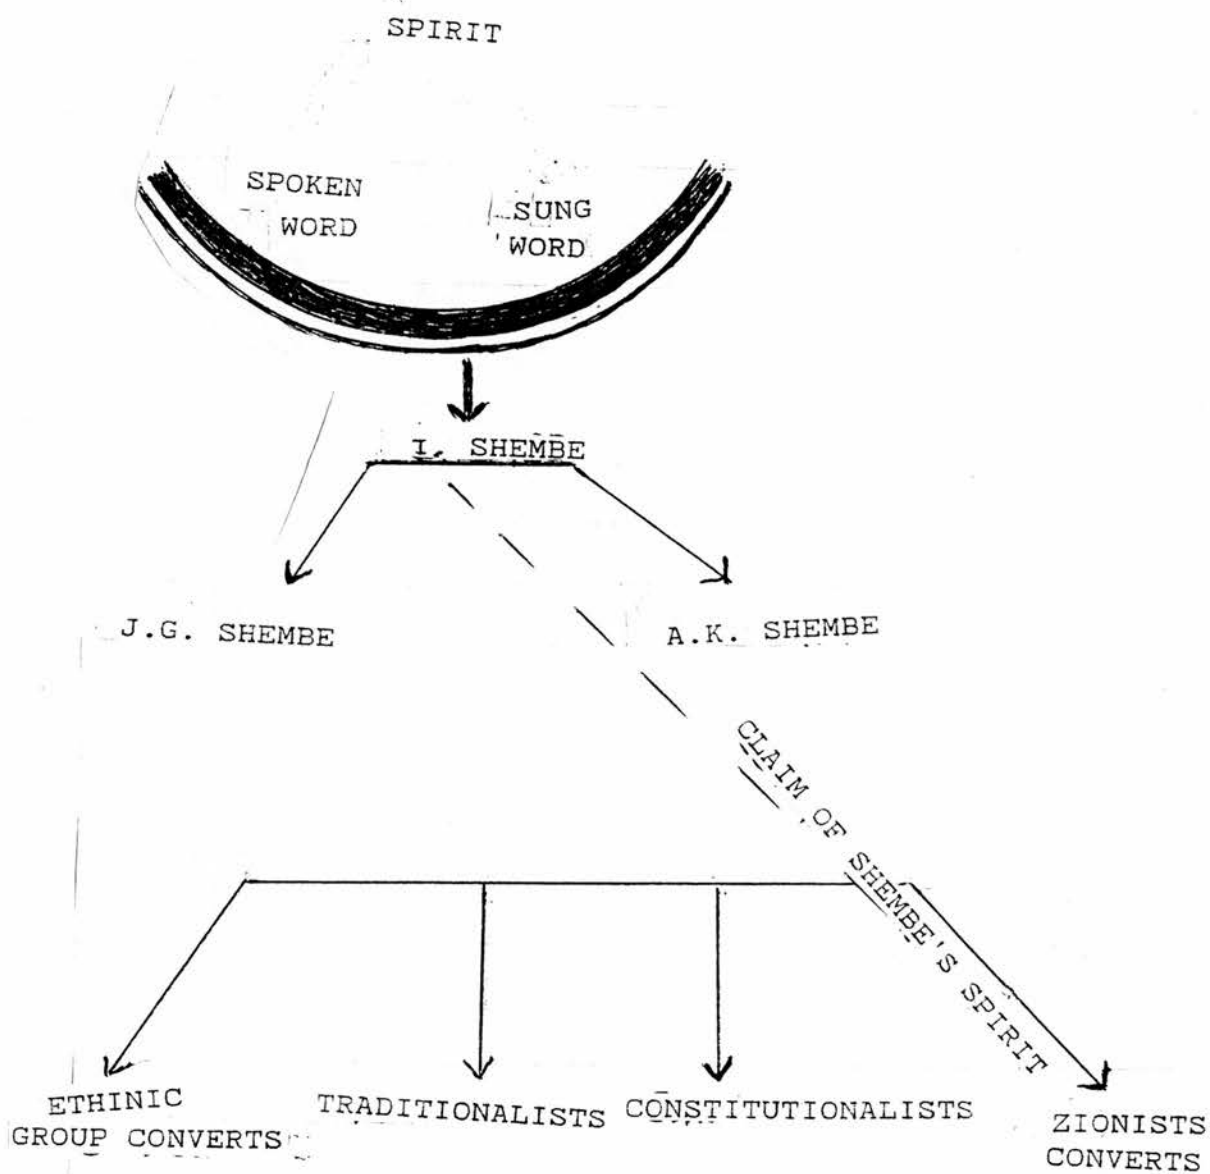 SPIRIT
SPOKEN
WORD
SUNG
WORD
I. SHEMBE
J.G. SHEMBE
A.K. SHEMBE
CLAIM OF SHEMBE'S SPIRIT
ETHINIC
GROUP CONVERTS
TRADITIONALISTS
CONSTITUTIONALISTS
ZIONISTS
CONVERTS